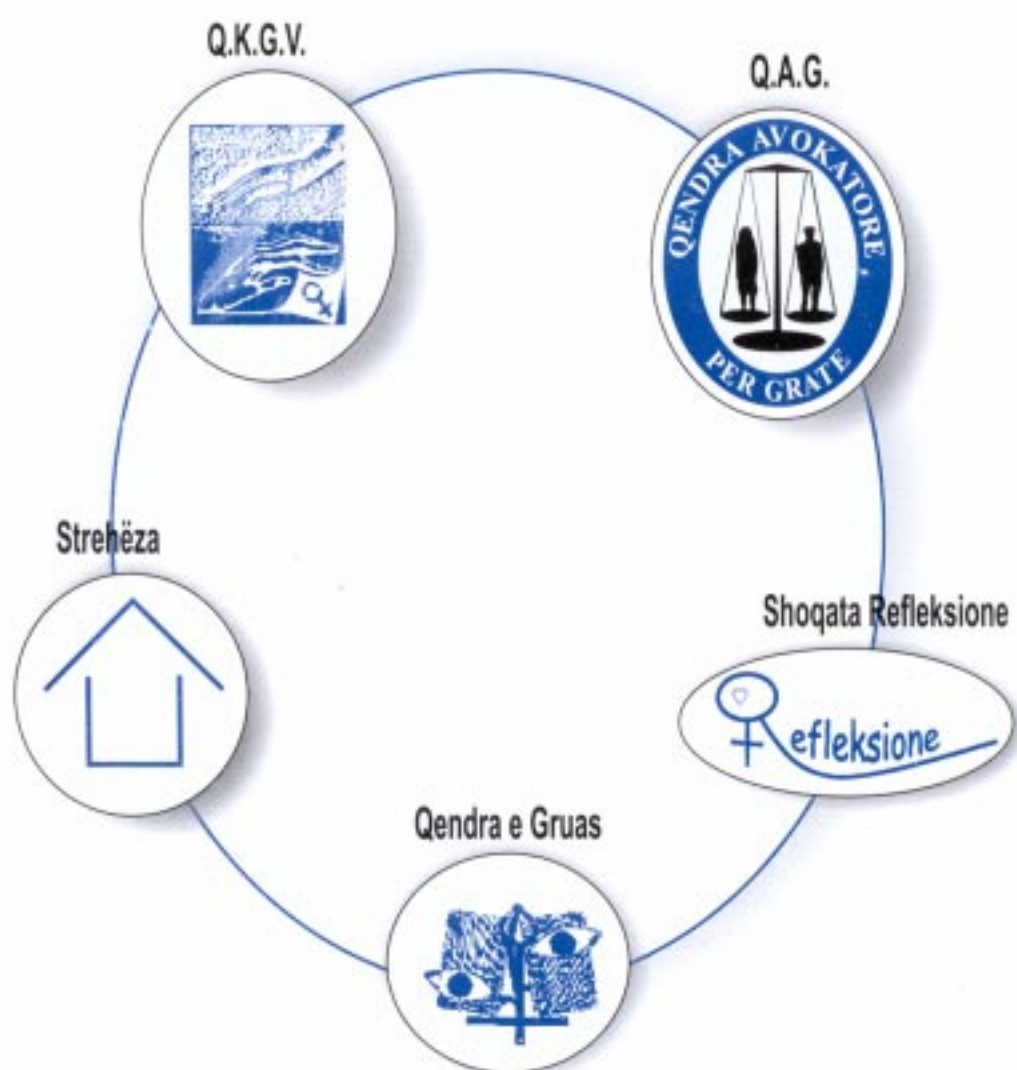 Q.K.G.V.
Q.A.G.
QENDRA AVOKATORE
PER GRATE
Strehëza
Shoqata Refleksione
Refleksione
Qendra e Gruas